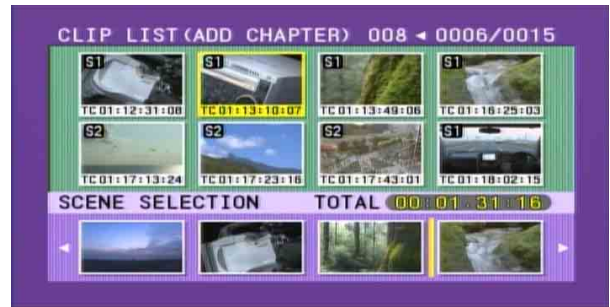 CLIP LIST(ADD CHAPTER) 008 ◄ 0006/0015
S1 S1 S1 S1
TC 01:12:31:08 TC 01:13:10:07 TC 01:13:49:06 TC 01:16:25:03
S2 S2 S2 S1
TC 01:17:13:24 TC 01:17:23:16 TC 01:17:43:01 TC 01:18:02:15
SCENE SELECTION TOTAL 00:01:31:16